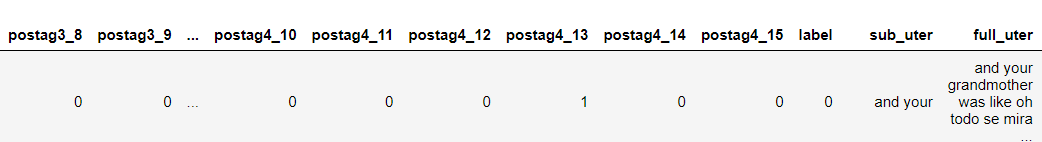 postag3_8 postag3_9 ... postag4_10 postag4_11 postag4_12 postag4_13 postag4_14 postag4_15 label sub_uter full_uter
0 0 ... 0 0 0 1 0 0 0 and your and your
grandmother
was like oh
todo se mira
...